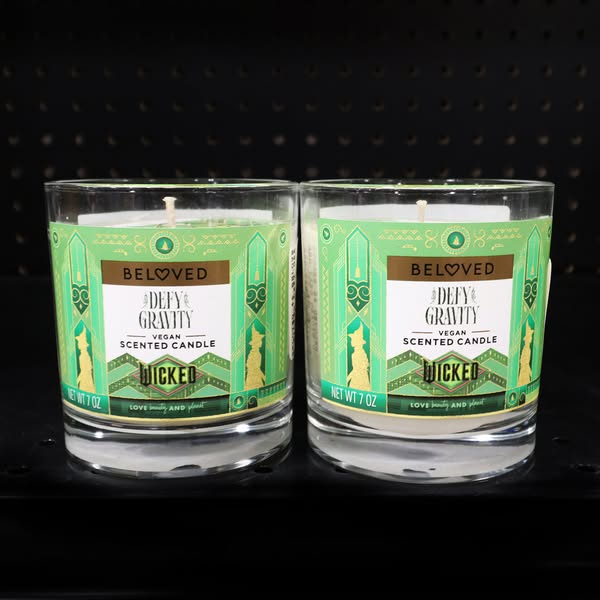 BELOVED
DEFY
GRAVITY
VEGAN
SCENTED CANDLE
WICKED
NET WT 7 OZ
LOVE beauty AND planet
BELOVED
DEFY
GRAVITY
VEGAN
SCENTED CANDLE
WICKED
NET WT 7 OZ
LOVE beauty AND planet